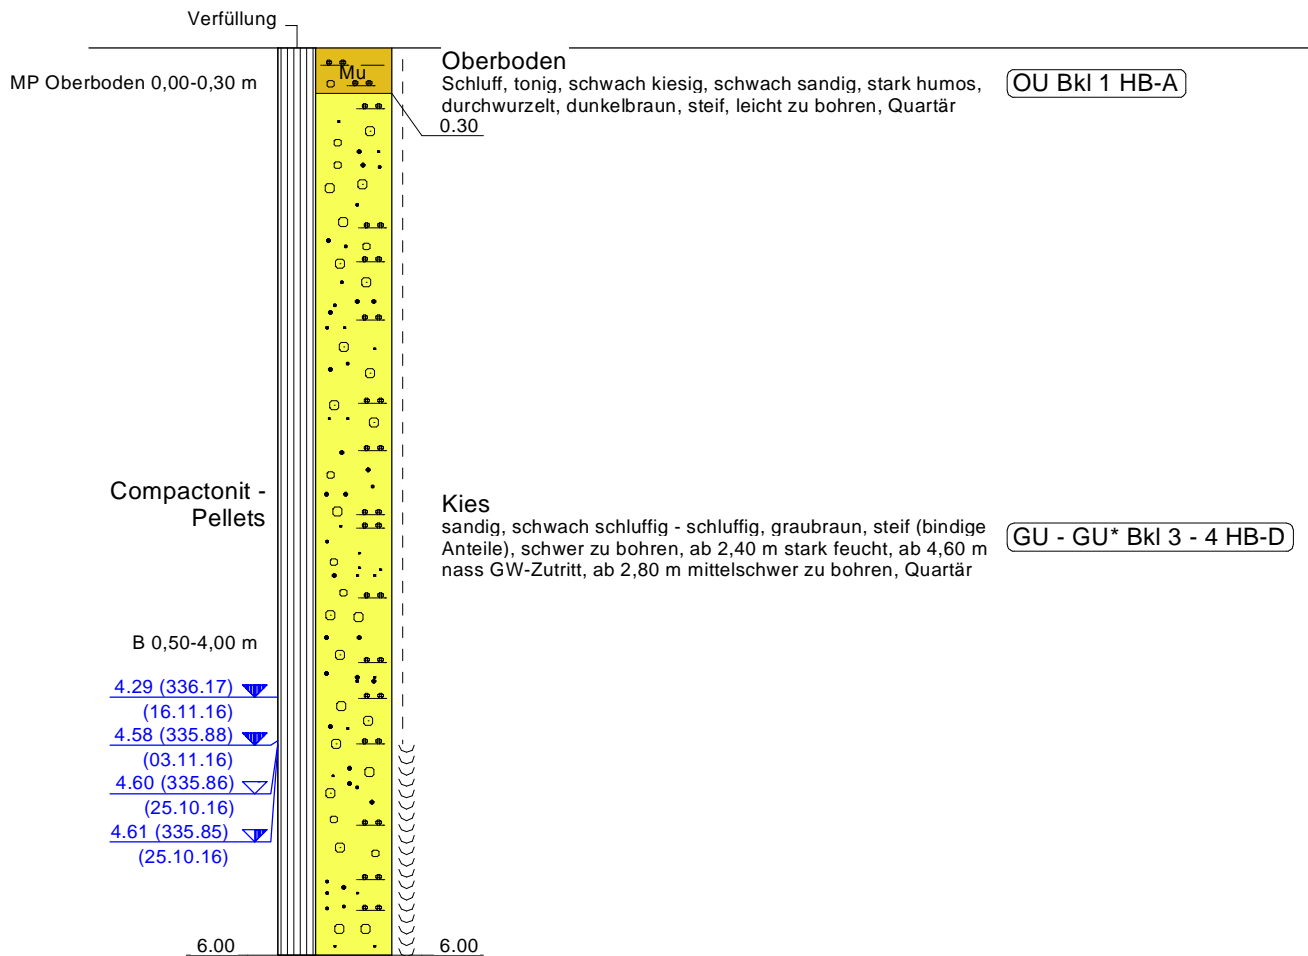 Verfüllung
MP Oberboden 0,00-0,30 m
Mu
Oberboden
Schluff, tonig, schwach kiesig, schwach sandig, stark humos,
durchwurzelt, dunkelbraun, steif, leicht zu bohren, Quartär
OU Bkl 1 HB-A
0.30
Compactonit -
Pellets
Kies
sandig, schwach schluffig - schluffig, graubraun, steif (bindige
Anteile), schwer zu bohren, ab 2,40 m stark feucht, ab 4,60 m
nass GW-Zutritt, ab 2,80 m mittelschwer zu bohren, Quartär
GU - GU* Bkl 3 - 4 HB-D
B 0,50-4,00 m
4.29 (336.17)
(16.11.16)
4.58 (335.88)
(03.11.16)
4.60 (335.86)
(25.10.16)
4.61 (335.85)
(25.10.16)
6.00
6.00